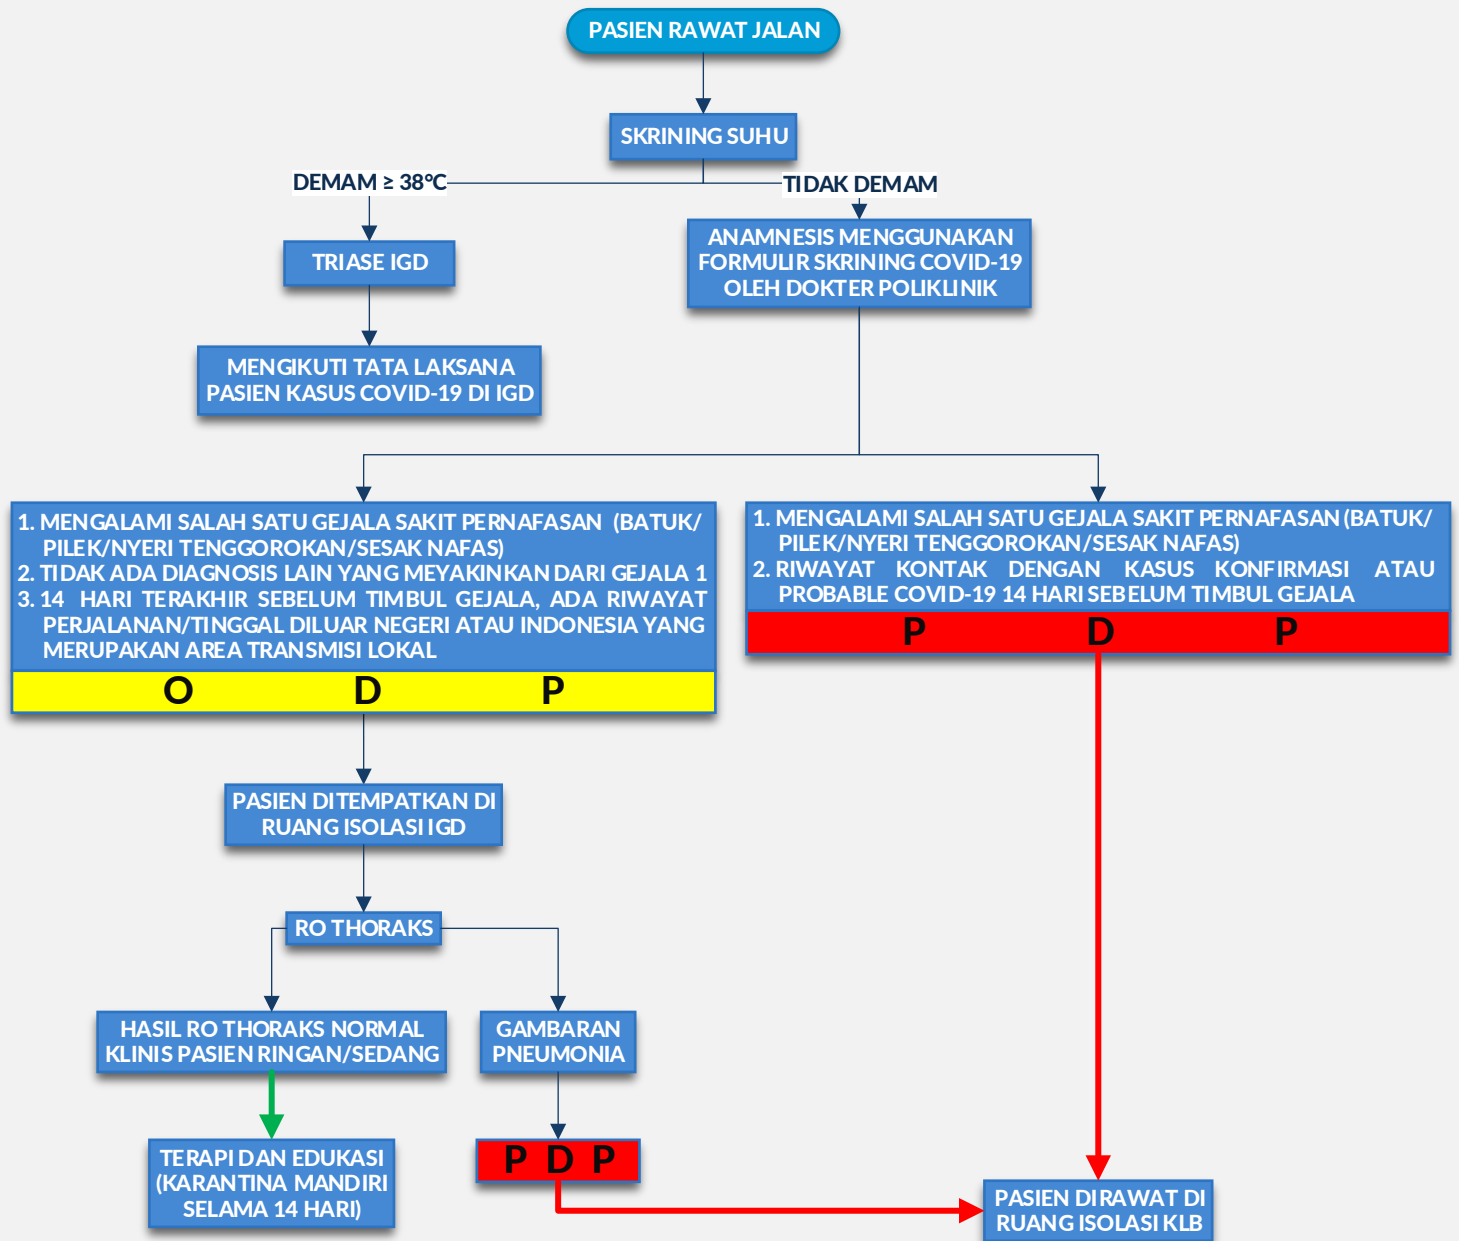 PASIEN RAWAT JALAN
SKRINING SUHU
DEMAM ≥ 38°C
TIDAK DEMAM
TRIASE IGD
ANAMNESIS MENGGUNAKAN
FORMULIR SKRINING COVID-19
OLEH DOKTER POLIKLINIK
MENGIKUTI TATA LAKSANA
PASIEN KASUS COVID-19 DI IGD
1. MENGALAMI SALAH SATU GEJALA SAKIT PERNAFASAN (BATUK/
PILEK/NYERI TENGGOROKAN/SESAK NAFAS)
2. TIDAK ADA DIAGNOSIS LAIN YANG MEYAKINKAN DARI GEJALA 1
3. 14 HARI TERAKHIR SEBELUM TIMBUL GEJALA, ADA RIWAYAT
PERJALANAN/TINGGAL DILUAR NEGERI ATAU INDONESIA YANG
MERUPAKAN AREA TRANSMISI LOKAL
O D P
1. MENGALAMI SALAH SATU GEJALA SAKIT PERNAFASAN (BATUK/
PILEK/NYERI TENGGOROKAN/SESAK NAFAS)
2. RIWAYAT KONTAK DENGAN KASUS KONFIRMASI ATAU
PROBABLE COVID-19 14 HARI SEBELUM TIMBUL GEJALA
P D P
PASIEN DITEMPATKAN DI
RUANG ISOLASI IGD
RO THORAKS
HASIL RO THORAKS NORMAL
KLINIS PASIEN RINGAN/SEDANG
GAMBARAN
PNEUMONIA
TERAPI DAN EDUKASI
(KARANTINA MANDIRI
SELAMA 14 HARI)
P D P
PASIEN DIRAWAT DI
RUANG ISOLASI KLB